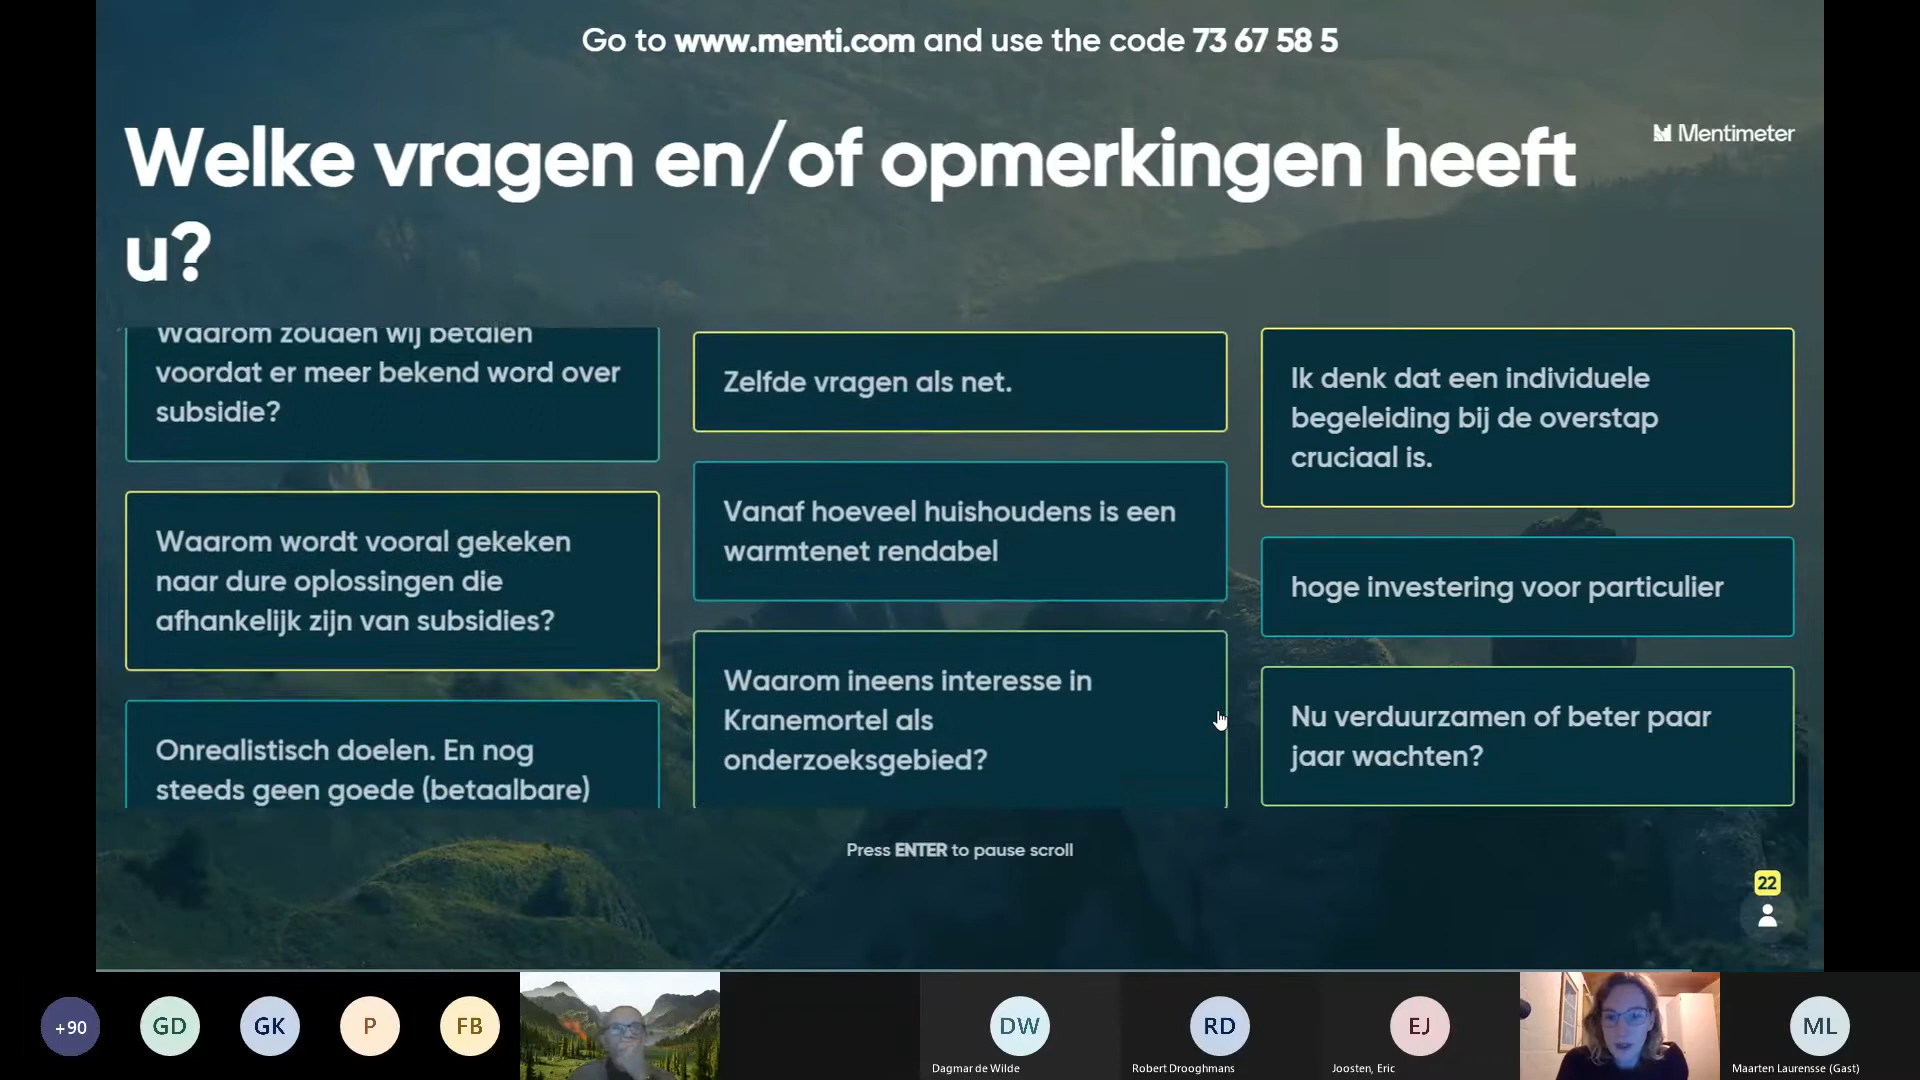 Go to www.menti.com and use the code 73 67 58 5
Mentimeter
Welke vragen en/of opmerkingen heeft
u?
Waarom zouden wij betalen
voordat er meer bekend word over
subsidie?
Waarom wordt vooral gekeken
naar dure oplossingen die
afhankelijk zijn van subsidies?
Onrealistisch doelen. En nog
steeds geen goede (betaalbare)
Zelfde vragen als net.
Vanaf hoeveel huishoudens is een
warmtenet rendabel
Waarom ineens interesse in
Kranemortel als
onderzoeksgebied?
Ik denk dat een individuele
begeleiding bij de overstap
cruciaal is.
hoge investering voor particulier
Nu verduurzamen of beter paar
jaar wachten?
Press ENTER to pause scroll
22
+90
GD
GK
P
FB
DW
Dagmar de Wilde
RD
Robert Drooghmans
EJ
Joosten, Eric
ML
Maarten Laurensse (Gast)